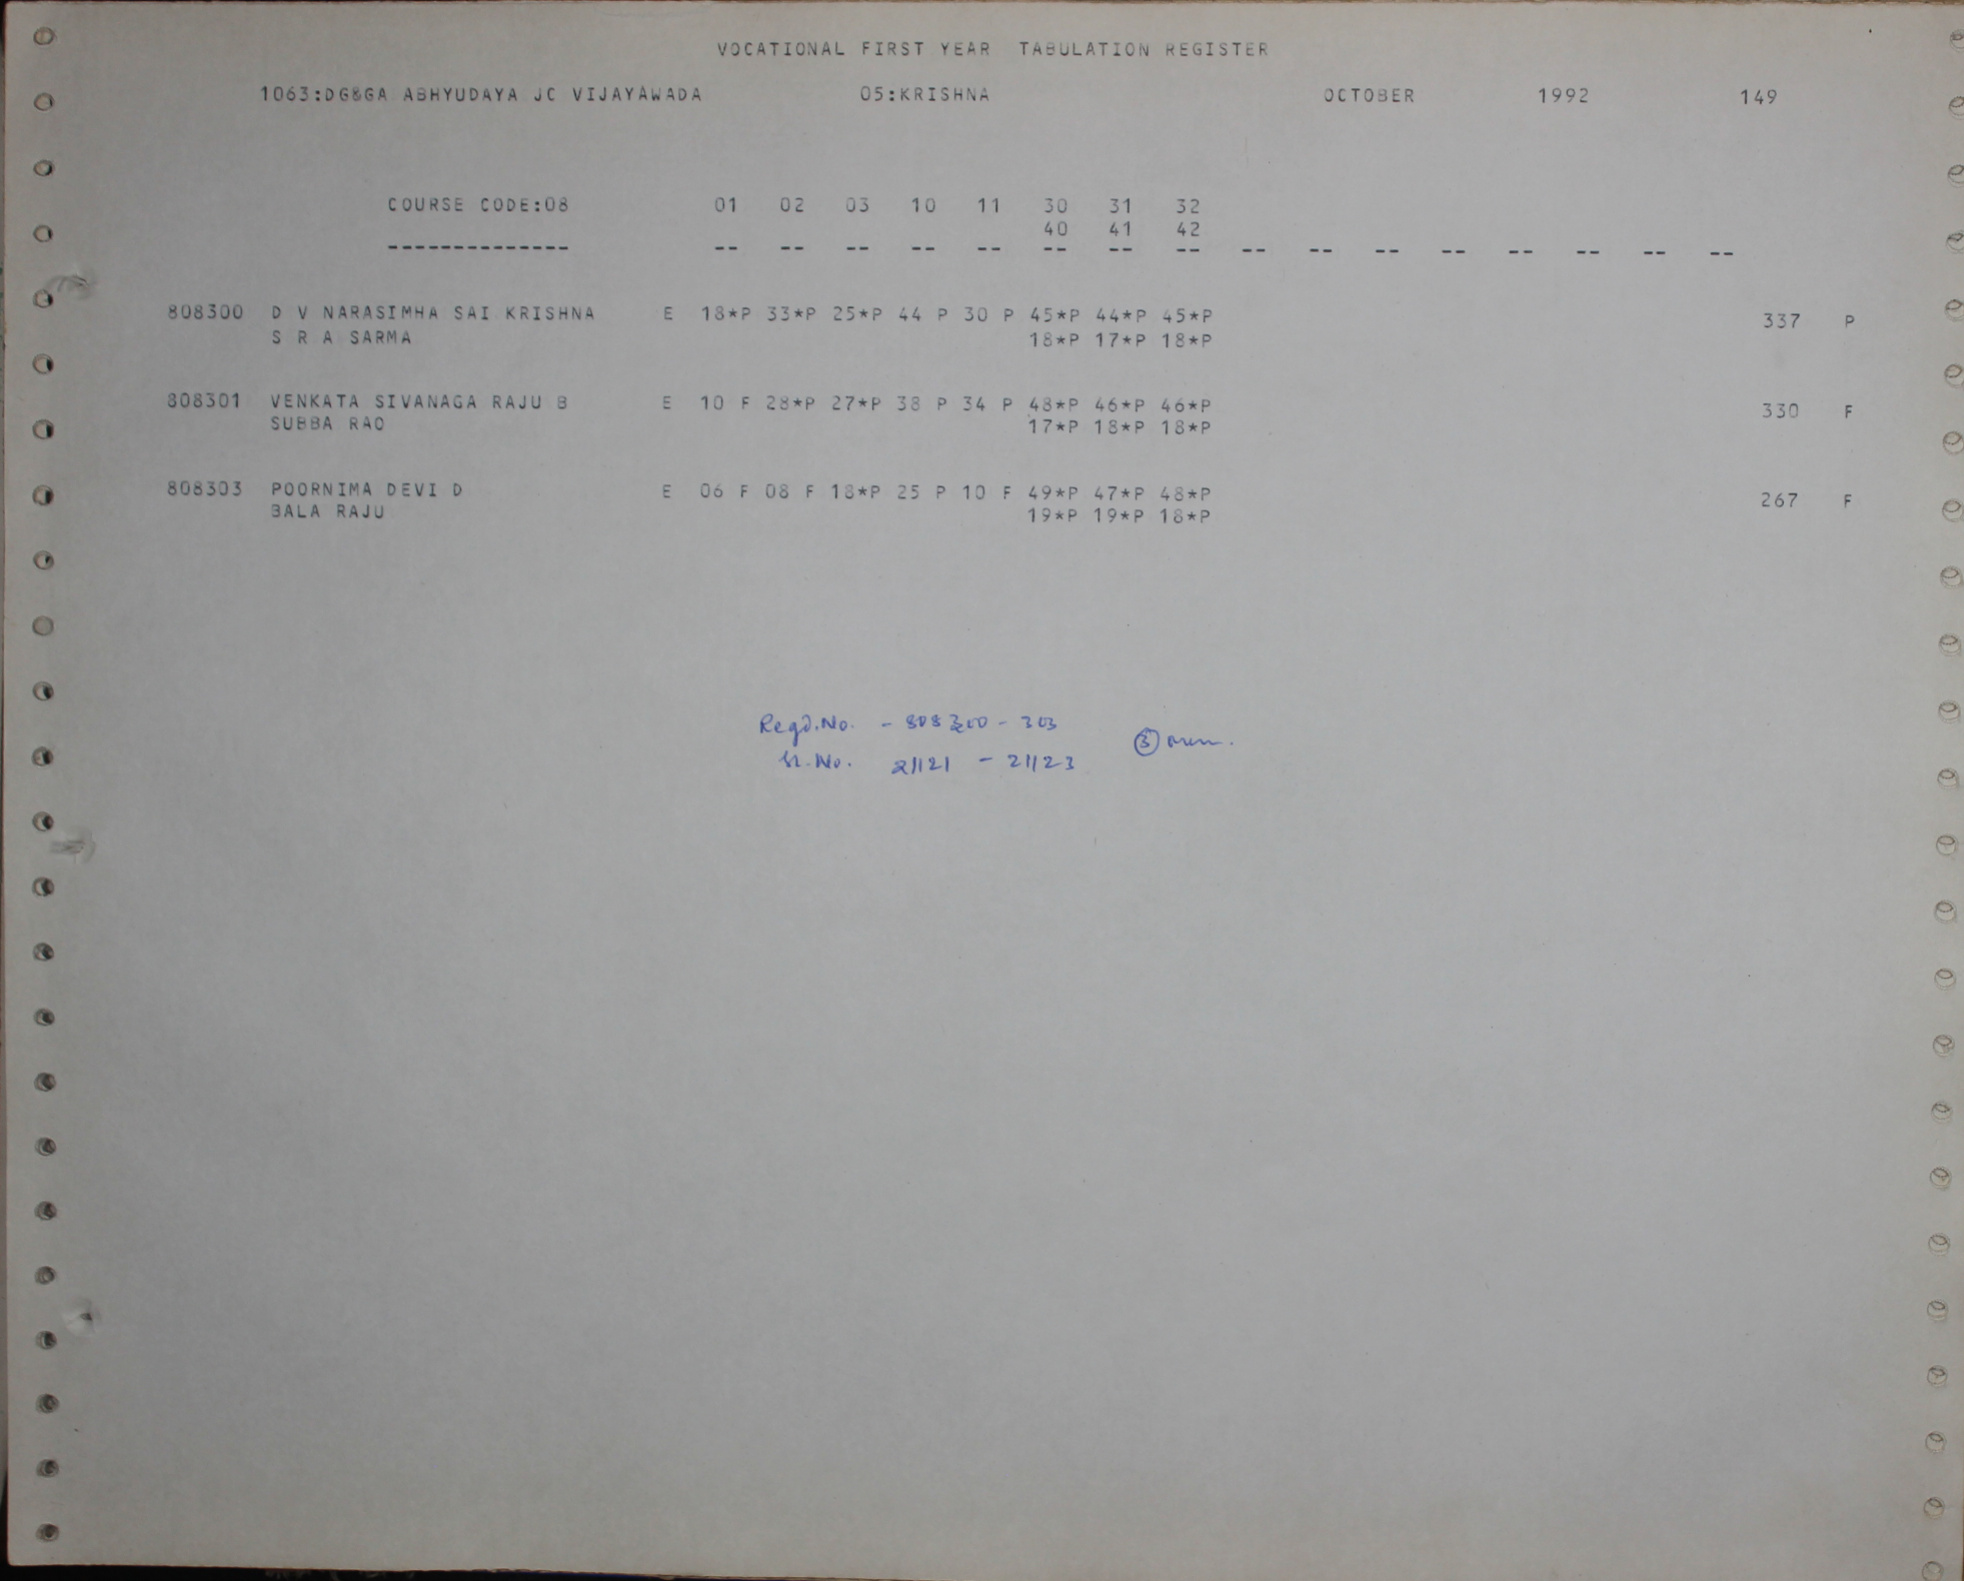 VOCATIONAL FIRST YEAR TABULATION REGISTER
1063:DG&GA ABHYUDAYA JC VIJAYAWADA 05:KRISHNA OCTOBER 1992 149
COURSE CODE:08 01 02 03 10 11 30 31 32
40 41 42
-------------- -- -- -- -- -- -- -- -- -- -- -- -- -- -- -- --
808300 D V NARASIMHA SAI KRISHNA E 18*P 33*P 25*P 44 P 30 P 45*P 44*P 45*P 337 P
S R A SARMA 18*P 17*P 18*P
808301 VENKATA SIVANAGA RAJU B E 10 F 28*P 27*P 38 P 34 P 48*P 46*P 46*P 330 F
SUBBA RAO 17*P 18*P 18*P
808303 POORNIMA DEVI D E 06 F 08 F 18*P 25 P 10 F 49*P 47*P 48*P 267 F
BALA RAJU 19*P 19*P 18*P
Regd.No. - 808300 - 303
No. 21121 - 21123 3